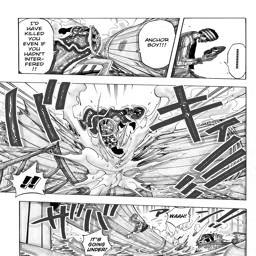 ANCHOR
BOY!!!
I'D HAVE
KILLED
YOU
EVEN IF
YOU
HADN'T
INTER-
FERED
!!!
!!
WAAH!
IT'S
GOING
UNDER!